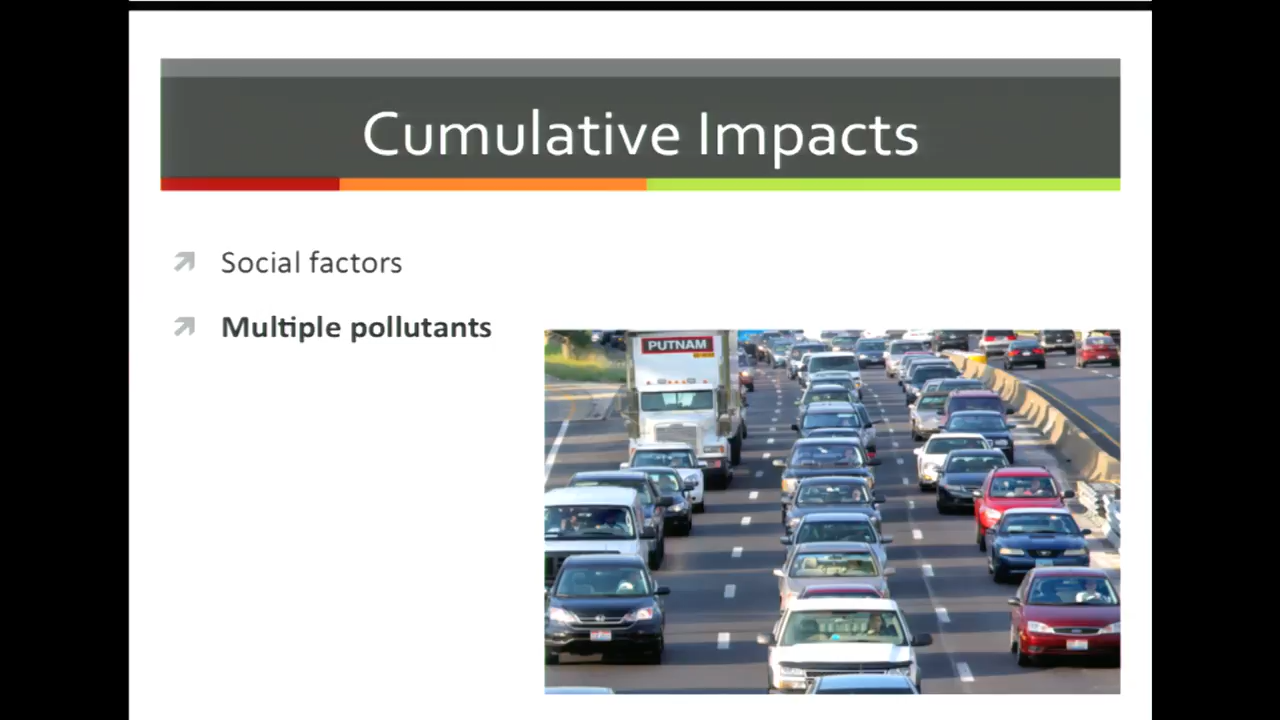 Cumulative Impacts
Social factors
Multiple pollutants
PUTNAM